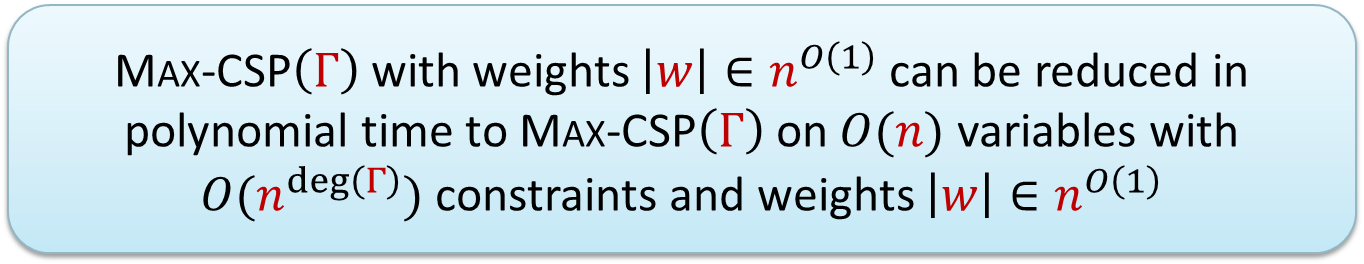 MAX-CSP(Γ) with weights |w| ∈ n^{O(1)} can be reduced in
polynomial time to MAX-CSP(Γ) on O(n) variables with
O(n^{deg(Γ)}) constraints and weights |w| ∈ n^{O(1)}